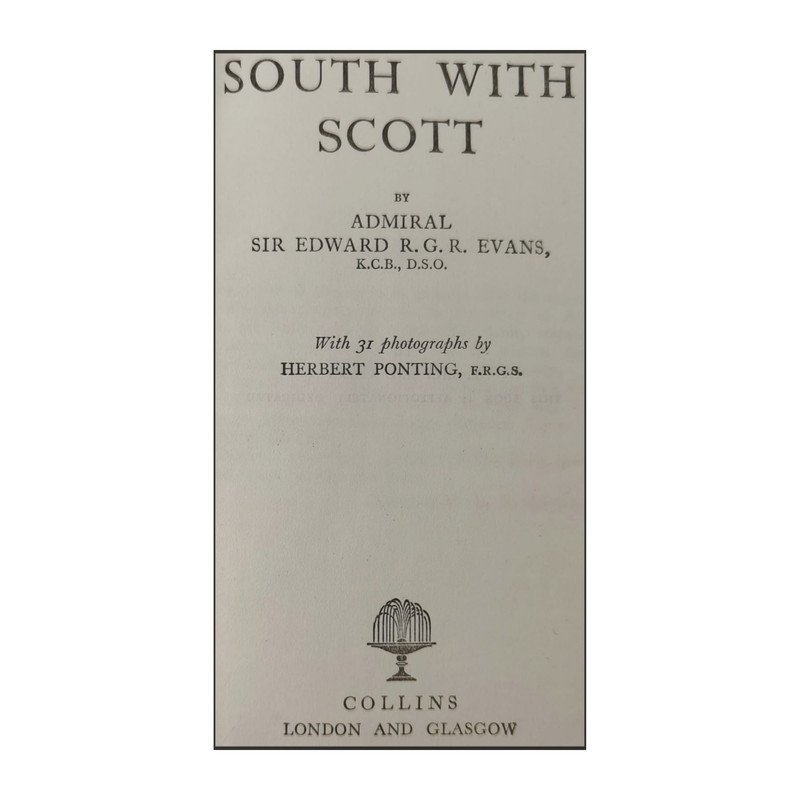 SOUTH WITH
SCOTT
BY
ADMIRAL
SIR EDWARD R. G. R. EVANS,
K.C.B., D.S.O.
With 31 photographs by
HERBERT PONTING, F.R.G.S.
COLLINS
LONDON AND GLASGOW